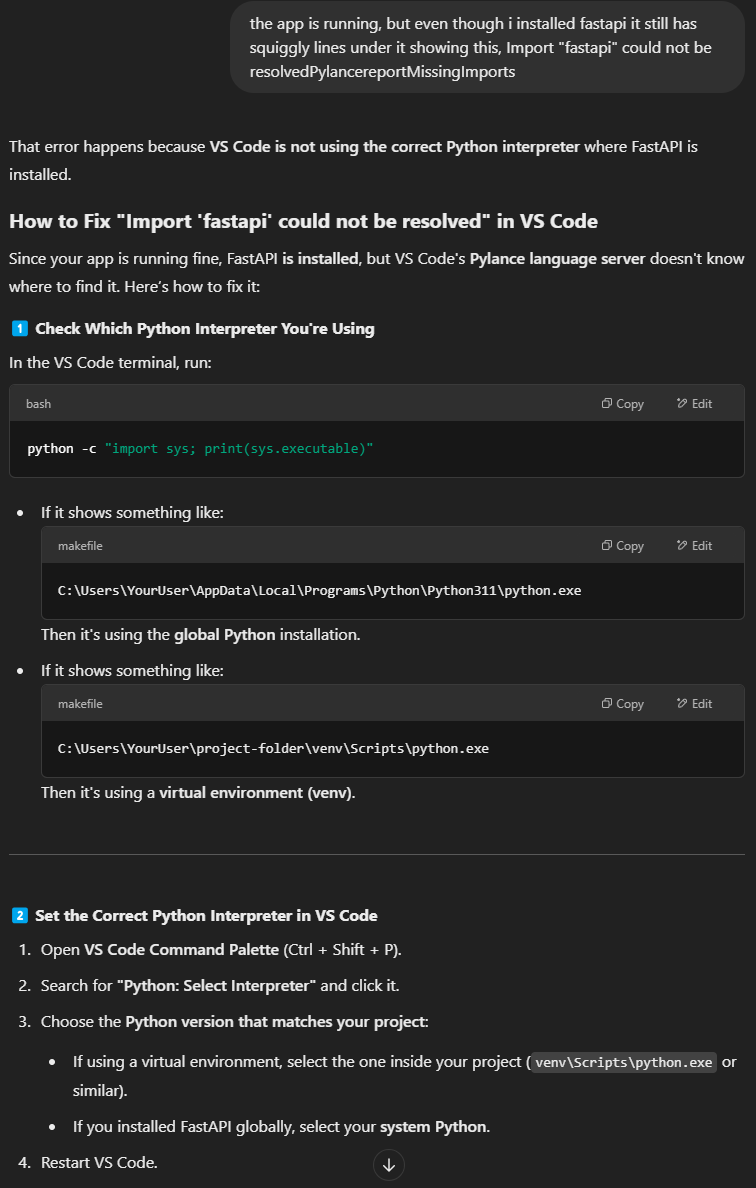 the app is running, but even though i installed fastapi it still has
squiggly lines under it showing this, Import "fastapi" could not be
resolvedPylancereportMissingImports
That error happens because VS Code is not using the correct Python interpreter where FastAPI is
installed.
How to Fix "Import 'fastapi' could not be resolved" in VS Code
Since your app is running fine, FastAPI is installed, but VS Code's Pylance language server doesn't know
where to find it. Here’s how to fix it:
1 Check Which Python Interpreter You're Using
In the VS Code terminal, run:
bash Copy Edit
python -c "import sys; print(sys.executable)"
• If it shows something like:
makefile Copy Edit
C:\Users\YourUser\AppData\Local\Programs\Python\Python311\python.exe
Then it's using the global Python installation.
• If it shows something like:
makefile Copy Edit
C:\Users\YourUser\project-folder\venv\Scripts\python.exe
Then it's using a virtual environment (venv).
2 Set the Correct Python Interpreter in VS Code
1. Open VS Code Command Palette (Ctrl + Shift + P).
2. Search for "Python: Select Interpreter" and click it.
3. Choose the Python version that matches your project:
• If using a virtual environment, select the one inside your project (venv\Scripts\python.exe or
similar).
• If you installed FastAPI globally, select your system Python.
4. Restart VS Code.